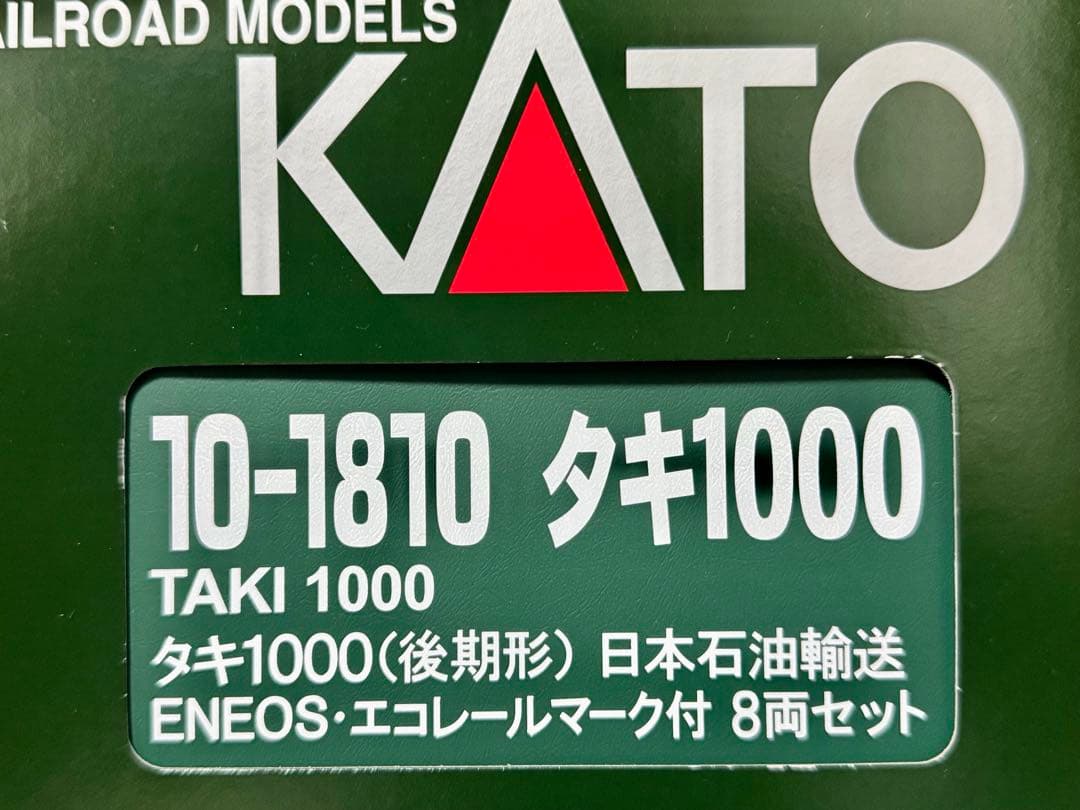 RAILROAD MODELS
KATO
10-1810 タキ1000
TAKI 1000
タキ1000(後期形) 日本石油輸送
ENEOS・エコレールマーク付 8両セット